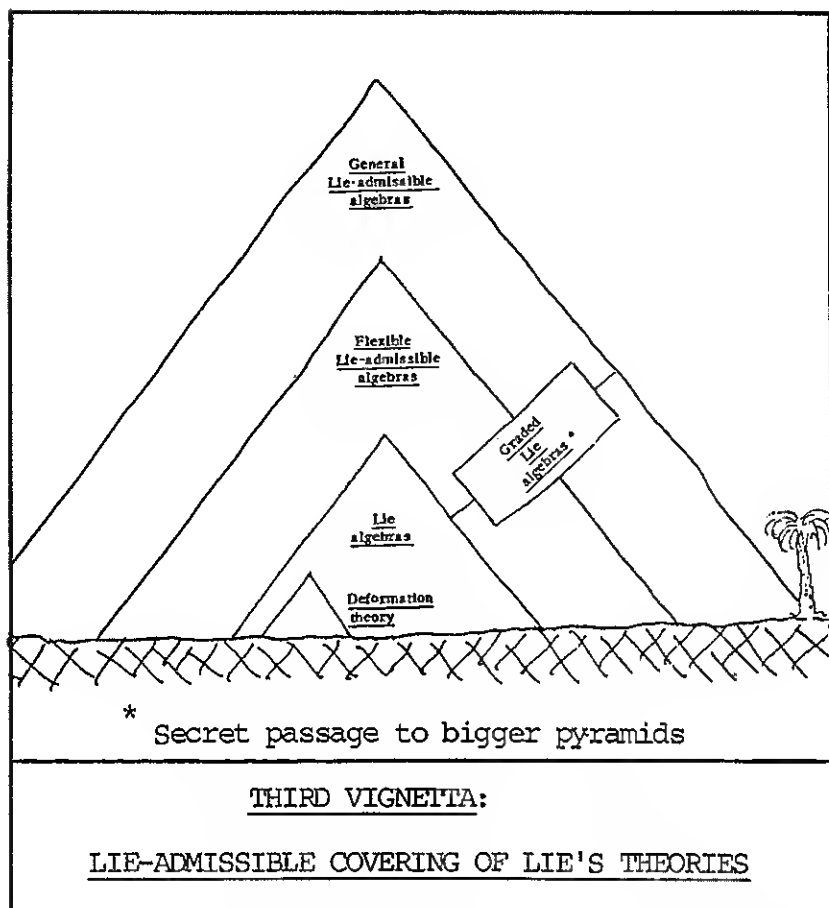 General
Lie-admissible
algebras
Flexible
Lie-admissible
algebras
Graded
Lie
algebras *
Lie
algebras
Deformation
theory
* Secret passage to bigger pyramids
THIRD VIGNETTA:
LIE-ADMISSIBLE COVERING OF LIE'S THEORIES